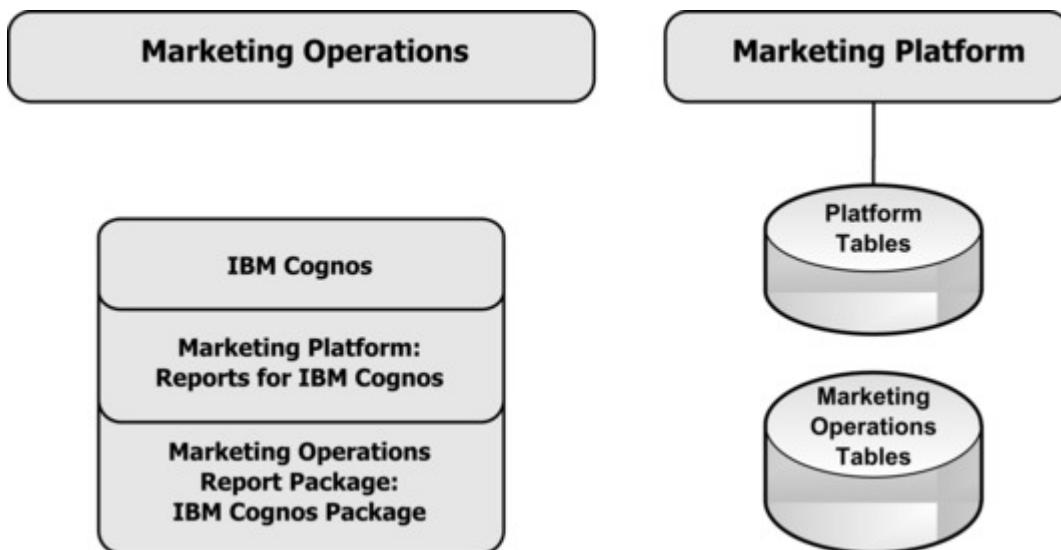 Marketing Operations
Marketing Platform
Platform
Tables
IBM Cognos
Marketing Platform:
Reports for IBM Cognos
Marketing
Operations
Tables
Marketing Operations
Report Package:
IBM Cognos Package